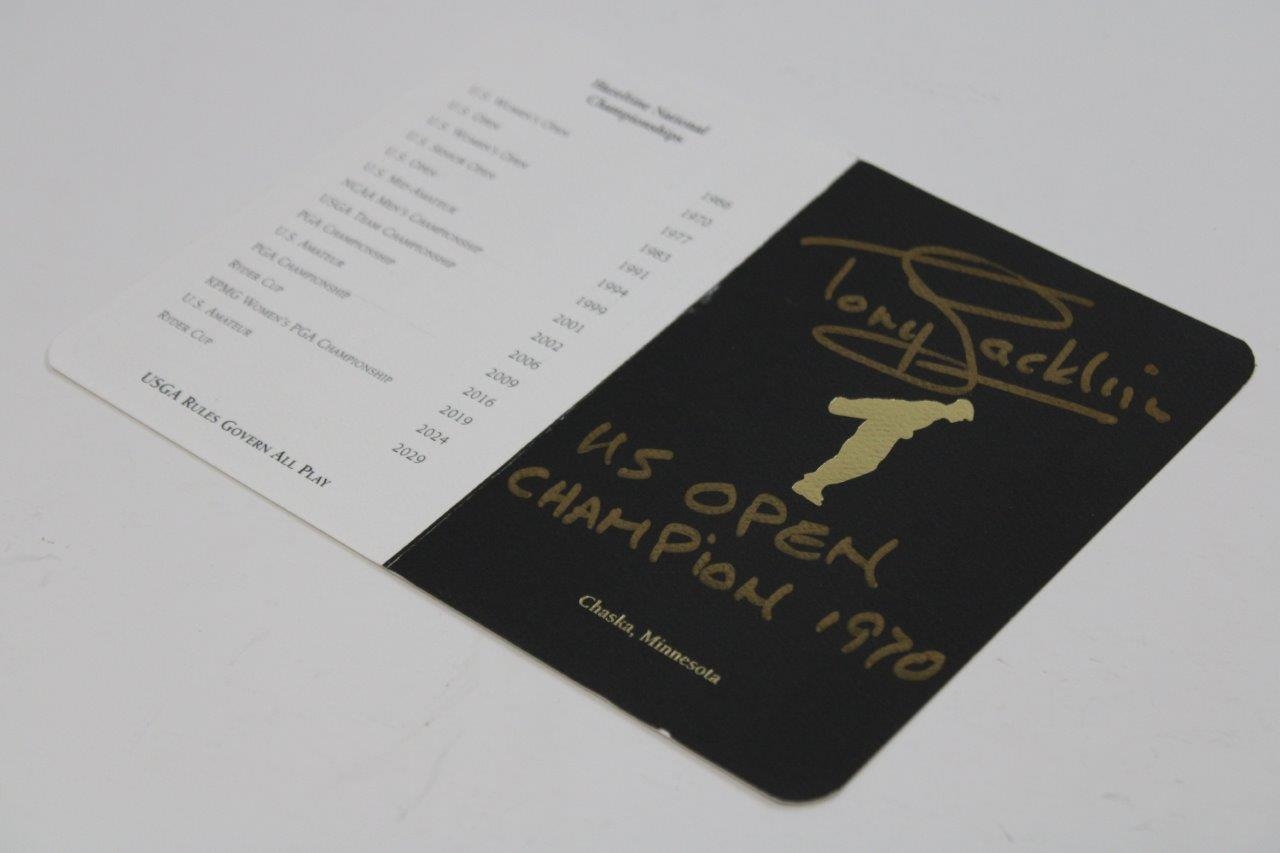 Hazeltine National
Championships
U.S. WOMEN'S OPEN 1966
U.S. OPEN 1970
U.S. WOMEN'S OPEN 1977
U.S. SENIOR OPEN 1983
U.S. OPEN 1991
U.S. MID-AMATEUR 1994
NCAA MEN'S CHAMPIONSHIP 1999
USGA TEAM CHAMPIONSHIP 2001
PGA CHAMPIONSHIP 2002
U.S. AMATEUR 2006
PGA CHAMPIONSHIP 2009
RYDER CUP 2016
KPMG WOMEN'S PGA CHAMPIONSHIP 2019
U.S. AMATEUR 2024
RYDER CUP 2029
USGA RULES GOVERN ALL PLAY
Tony Jacklin
US OPEN
CHAMPION 1970
Chaska, Minnesota